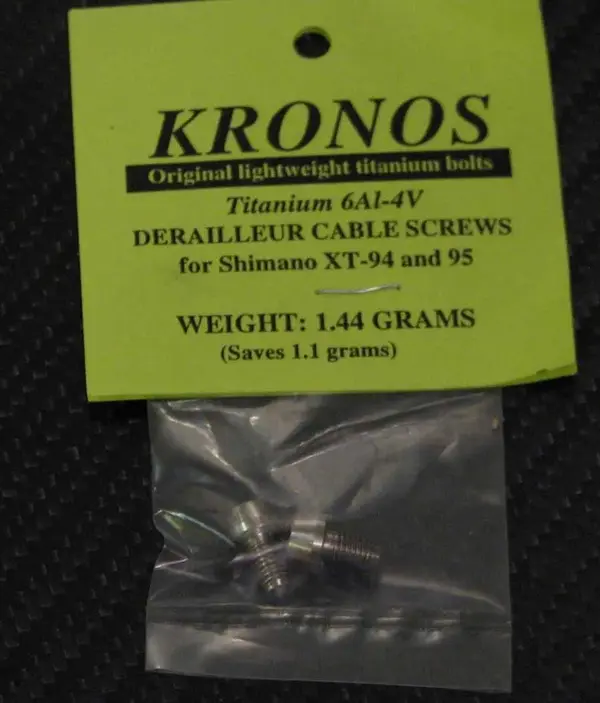 KRONOS
Original lightweight titanium bolts
Titanium 6Al-4V
DERAILLEUR CABLE SCREWS
for Shimano XT-94 and 95
WEIGHT: 1.44 GRAMS
(Saves 1.1 grams)